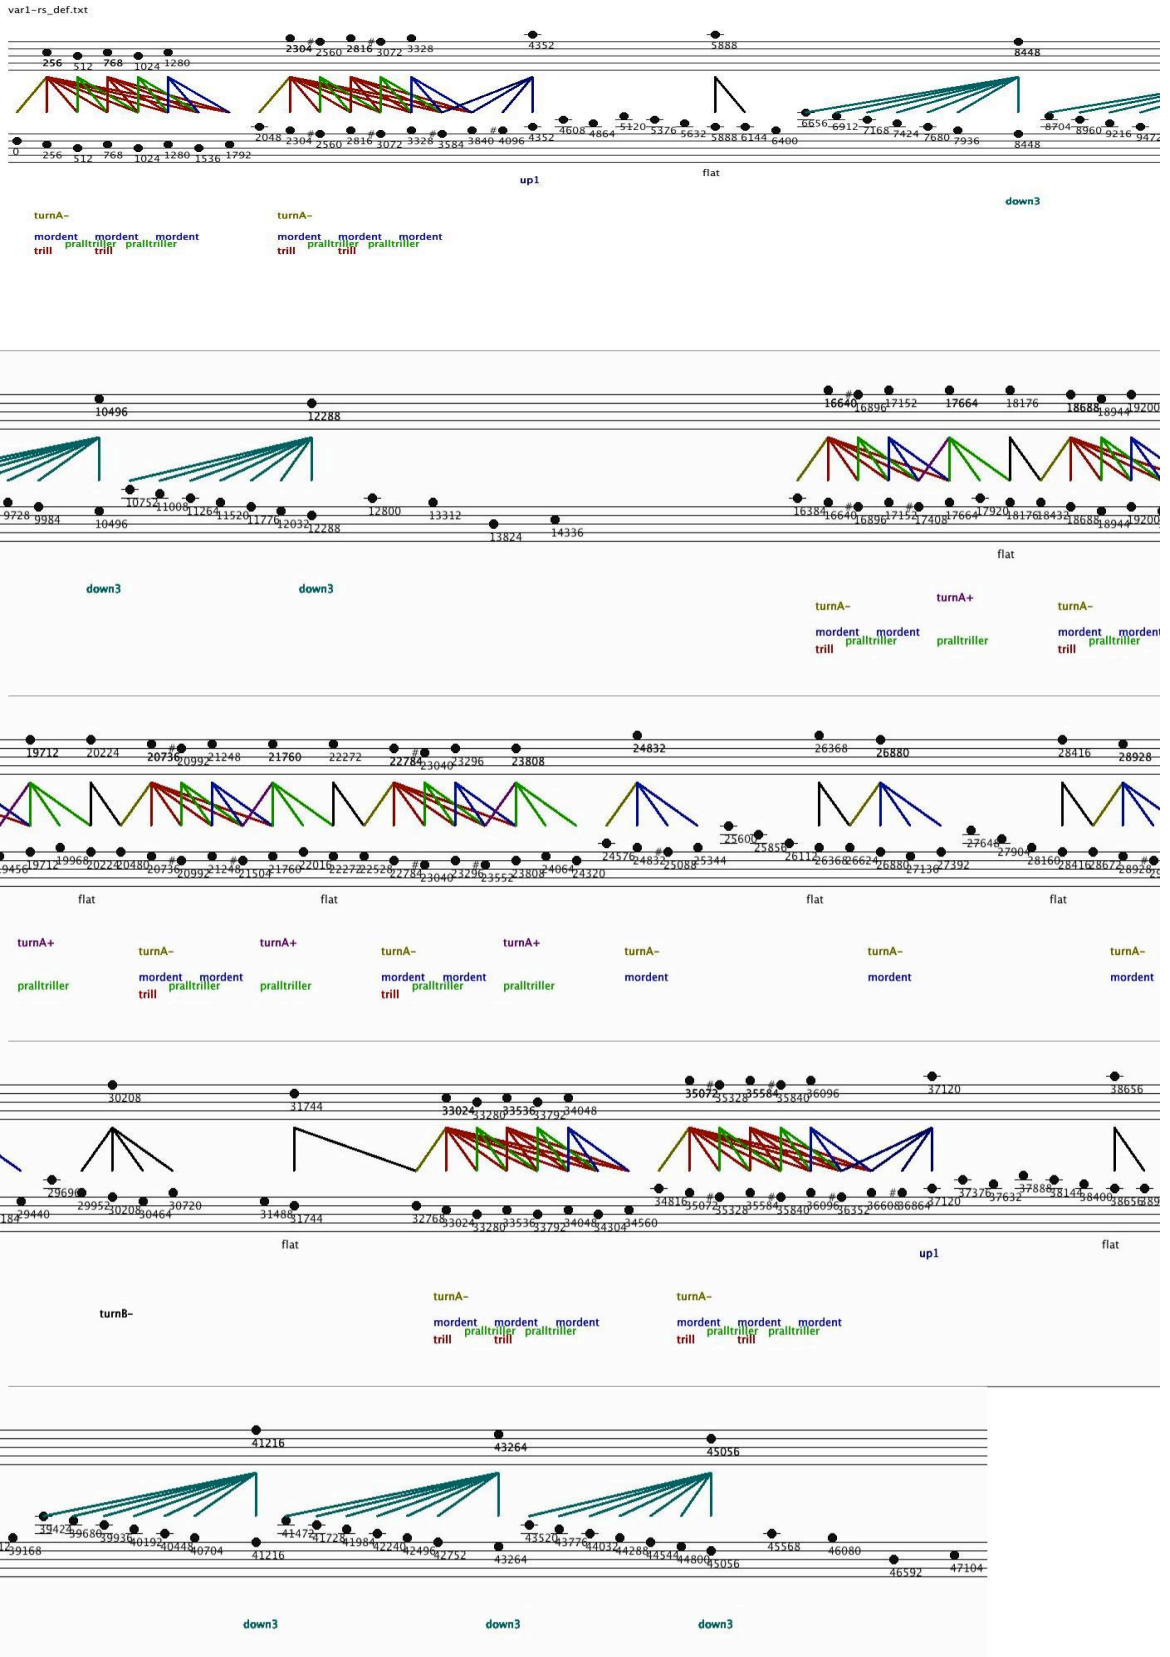 var1-rs_def.txt
256 512 768 1024 1280 2304 2560 2816 3072 3328 4352 5888 8448
0 256 512 768 1024 1280 1536 1792 2048 2304 2560 2816 3072 3328 3584 3840 4096 4352 4608 4864 5120 5376 5632 5888 6144 6400 6656 6912 7168 7424 7680 7936 8448 8704 8960 9216 9472
up1 flat down3
turnA- turnA-
mordent mordent mordent mordent mordent mordent
pralltriller pralltriller pralltriller pralltriller
trill trill trill trill
10496 12288 16640 16896 17152 17664 18176 18688 18944 19200
9728 9984 10496 10752 11008 11264 11520 11776 12032 12288 12800 13312 13824 14336 16384 16640 16896 17152 17408 17664 17920 18176 18432 18688 18944 19200
flat
down3 down3
turnA+
turnA- turnA-
mordent mordent mordent mordent
pralltriller pralltriller pralltriller
trill trill
19712 20224 20736 20992 21248 21760 22272 22784 23040 23296 23808 24832 26368 26880 28416 28928
19456 19712 19968 20224 20480 20736 20992 21248 21504 21760 22016 22272 22528 22784 23040 23296 23552 23808 24064 24320 24576 24832 25088 25344 25600 25856 26112 26368 26624 26880 27136 27392 27648 27904 28160 28416 28672 28928
flat flat flat flat
turnA+ turnA+ turnA+
turnA- turnA- turnA- turnA- turnA-
mordent mordent mordent mordent mordent mordent mordent
pralltriller pralltriller pralltriller pralltriller pralltriller
trill trill
30208 31744 33024 33280 33536 33792 34048 35072 35328 35584 35840 36096 37120 38656
184 29440 29696 29952 30208 30464 30720 31488 31744 32768 33024 33280 33536 33792 34048 34304 34560 34816 35072 35328 35584 35840 36096 36352 36608 36864 37120 37376 37632 37888 38144 38400 38656 389
flat flat
up1
turnA- turnA-
turnB-
mordent mordent mordent mordent mordent mordent
pralltriller pralltriller pralltriller pralltriller
trill trill trill trill
41216 43264 45056
12 39168 39424 39680 39936 40192 40448 40704 41216 41472 41728 41984 42240 42496 42752 43264 43520 43776 44032 44288 44544 44800 45056 45568 46080 46592 47104
down3 down3 down3